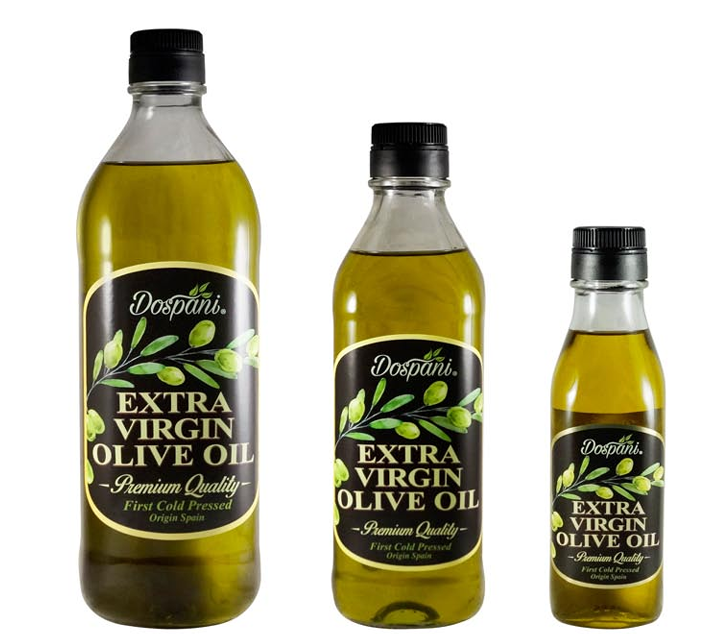 Dospani®
EXTRA
VIRGIN
OLIVE OIL
Premium Quality
First Cold Pressed
Origin Spain
Dospani®
EXTRA
VIRGIN
OLIVE OIL
Premium Quality
First Cold Pressed
Origin Spain
Dospani®
EXTRA
VIRGIN
OLIVE OIL
Premium Quality
First Cold Pressed
Origin Spain